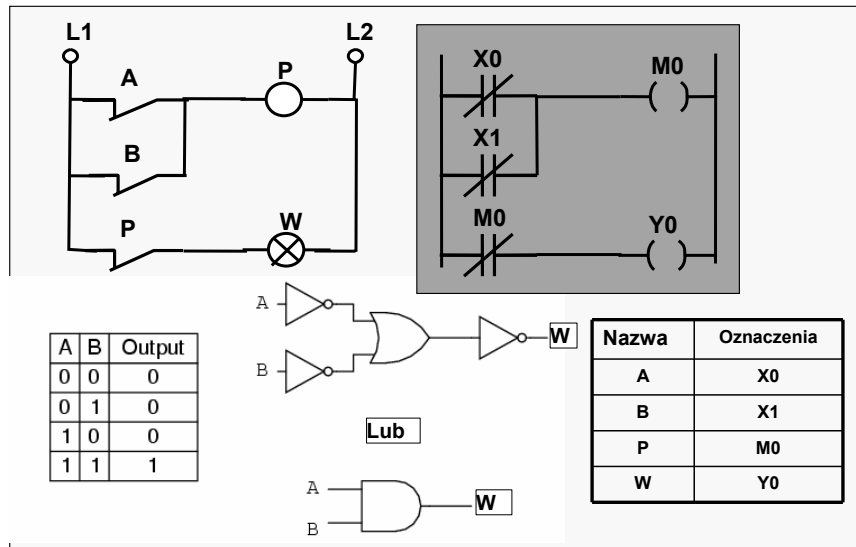 L1
L2
A
P
B
P
W
X0
M0
X1
M0
Y0
A
B
W
A B Output
0 0 0
0 1 0
1 0 0
1 1 1
Lub
A
B
W
Nazwa Oznaczenia
A X0
B X1
P M0
W Y0